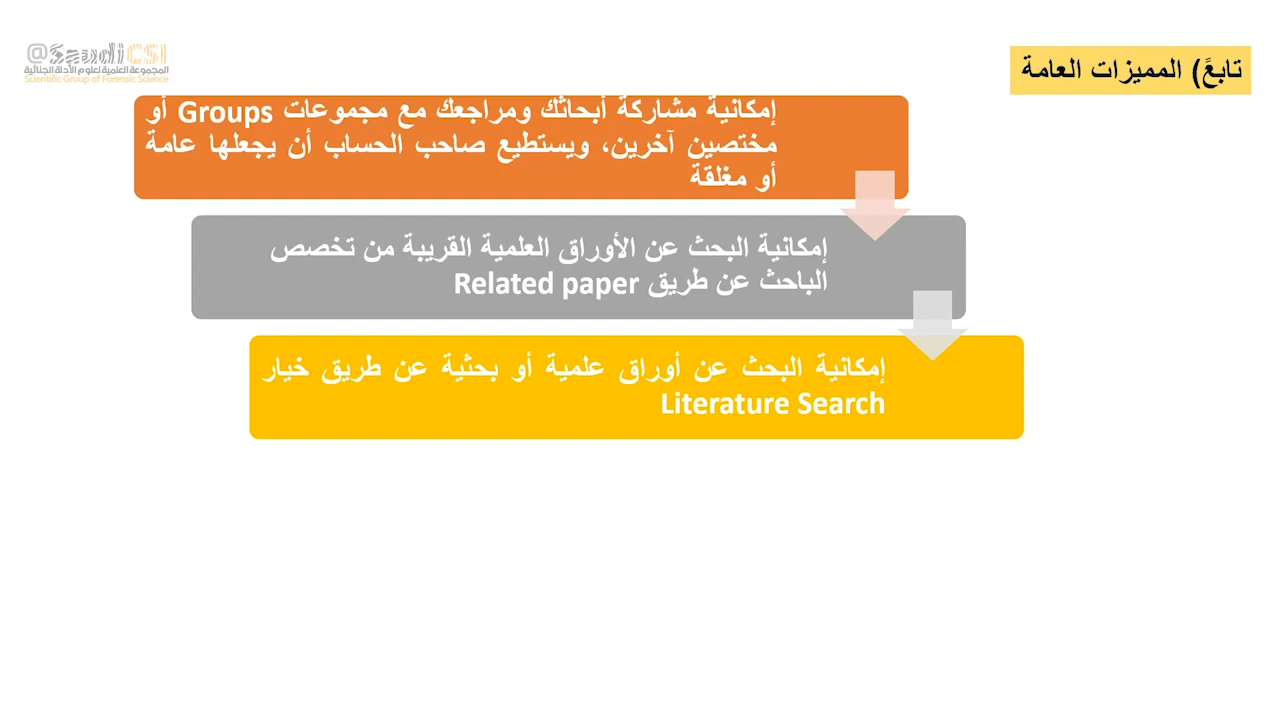 @SaudiCSI
المجموعة العلمية لعلوم الأدلة الجنائية
Scientific Group of Forensic Science
تابعً) المميزات العامة
إمكانية مشاركة أبحاثك ومراجعك مع مجموعات Groups أو
مختصين آخرين، ويستطيع صاحب الحساب أن يجعلها عامة
أو مغلقة
إمكانية البحث عن الأوراق العلمية القريبة من تخصص
الباحث عن طريق Related paper
إمكانية البحث عن أوراق علمية أو بحثية عن طريق خيار
Literature Search